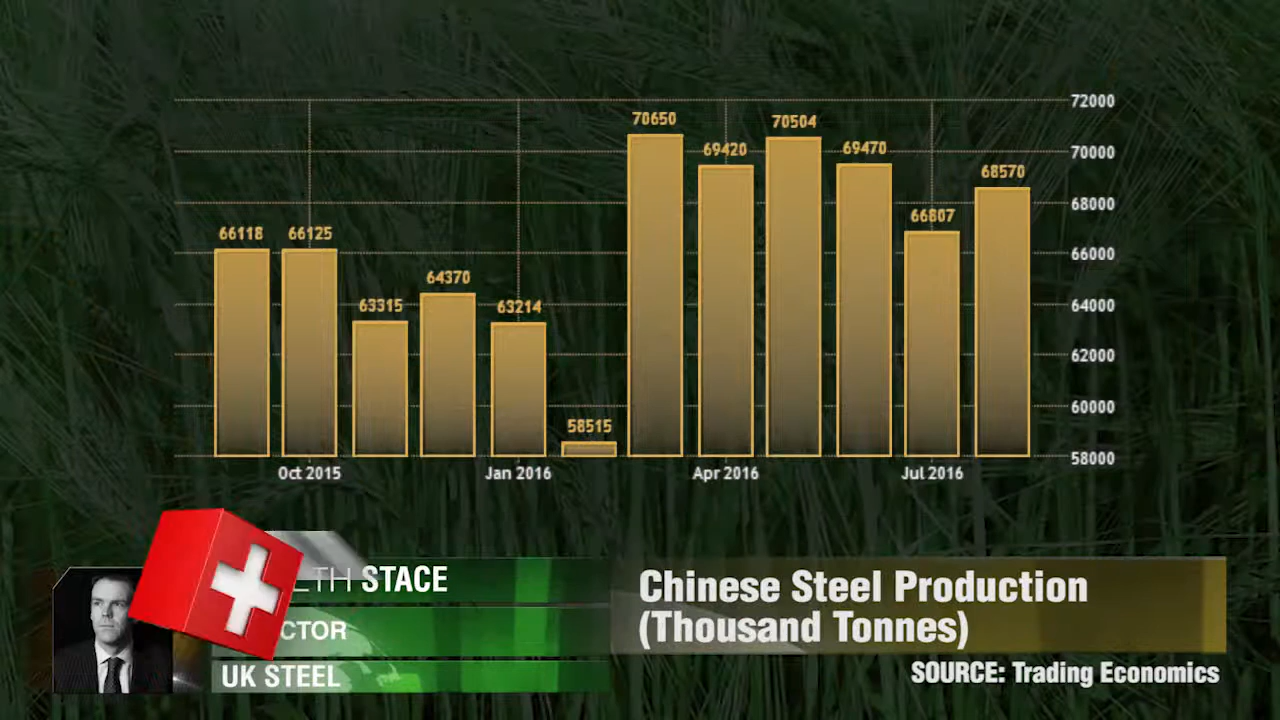 72000
70650
70504
69420
69470
70000
68570
68000
66807
66118
66125
66000
64370
63315
63214
64000
62000
58515
60000
58000
Oct 2015
Jan 2016
Apr 2016
Jul 2016
STACE
UK STEEL
Chinese Steel Production
(Thousand Tonnes)
SOURCE: Trading Economics